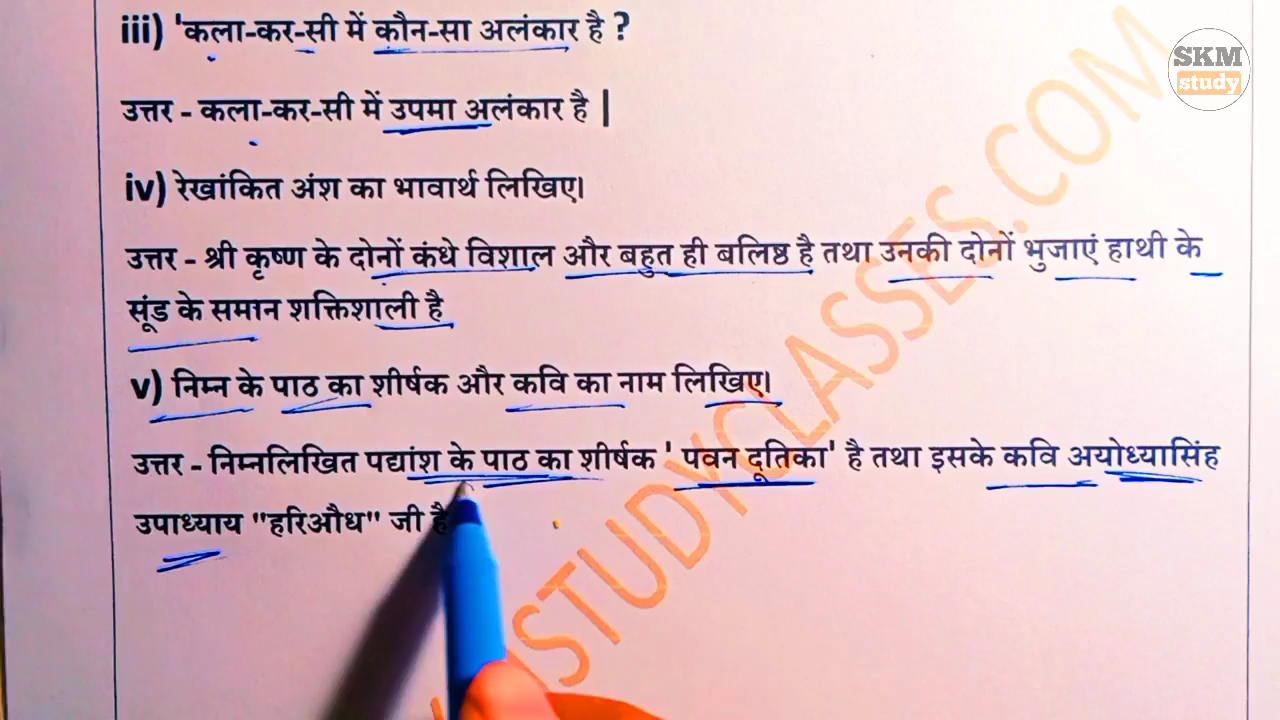 iii) 'कला-कर-सी में कौन-सा अलंकार है ?
उत्तर - कला-कर-सी में उपमा अलंकार है |
iv) रेखांकित अंश का भावार्थ लिखिए।
उत्तर - श्री कृष्ण के दोनों कंधे विशाल और बहुत ही बलिष्ठ है तथा उनकी दोनों भुजाएं हाथी के
सूंड के समान शक्तिशाली है
v) निम्न के पाठ का शीर्षक और कवि का नाम लिखिए।
उत्तर - निम्नलिखित पद्यांश के पाठ का शीर्षक ' पवन दूतिका' है तथा इसके कवि अयोध्यासिंह
उपाध्याय "हरिऔध" जी है
SKM
study
STUDYCLASSES.COM